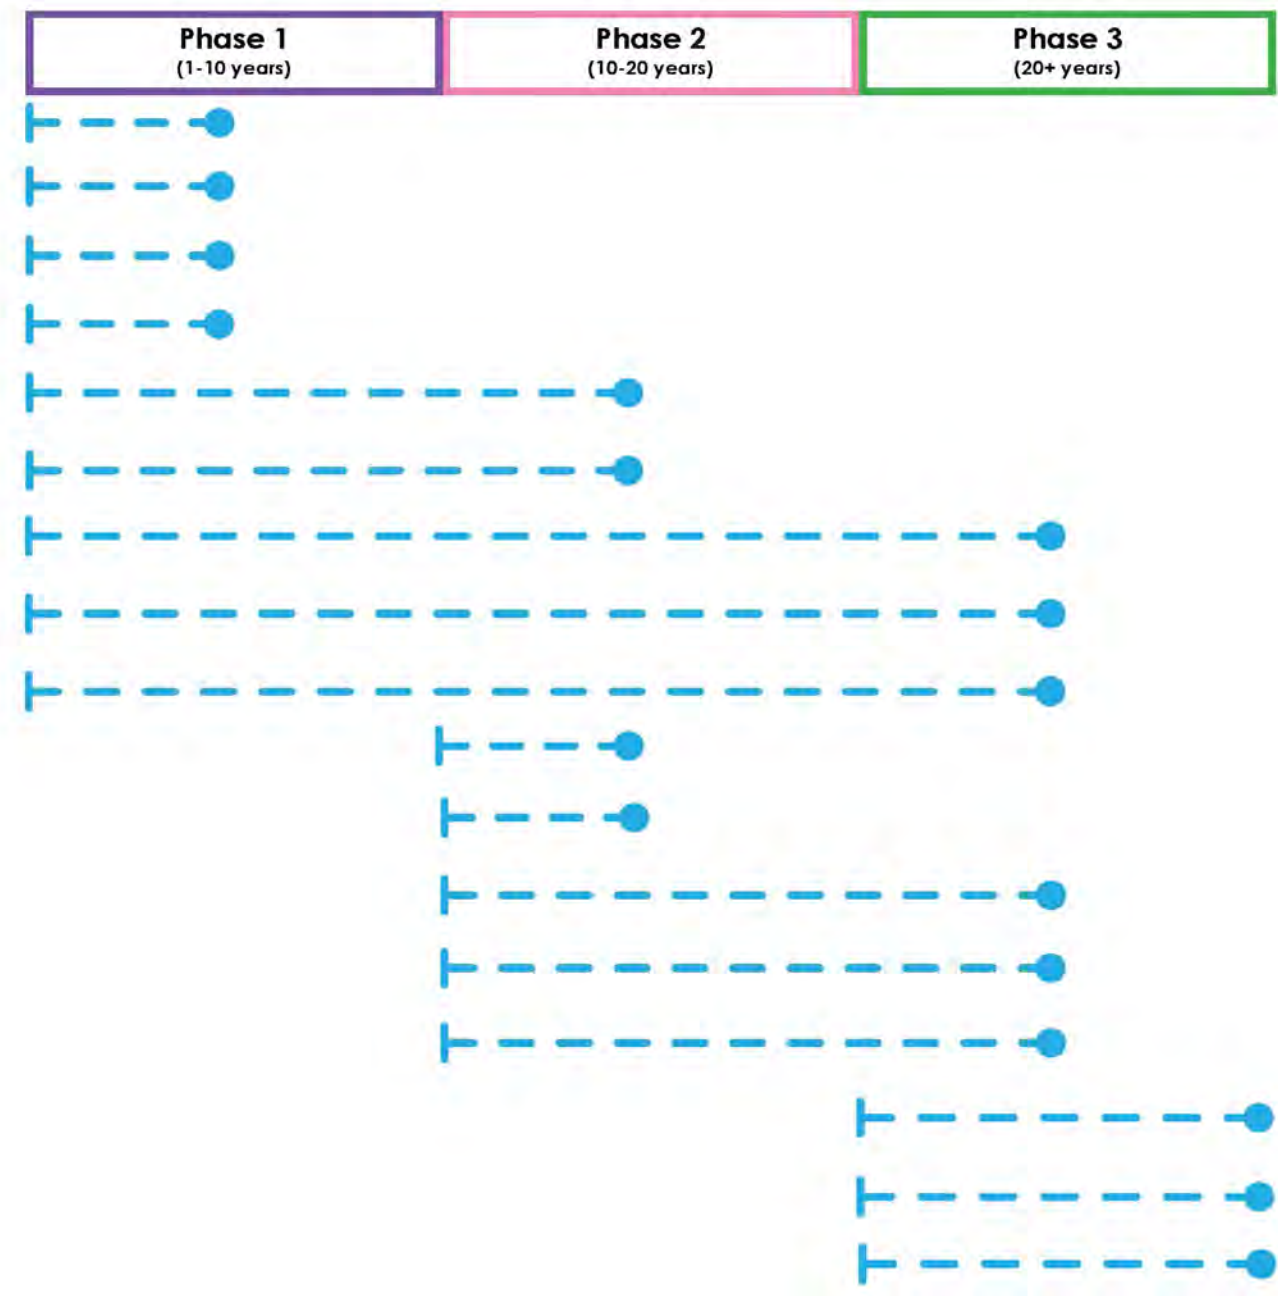 Phase 1
(1-10 years)
Phase 2
(10-20 years)
Phase 3
(20+ years)